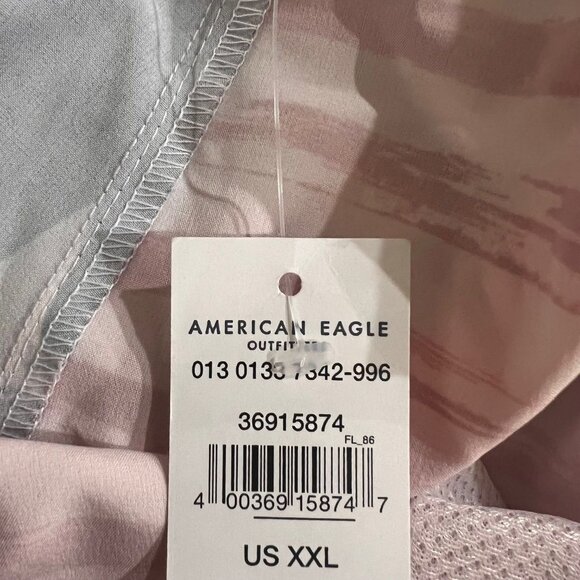 AMERICAN EAGLE
013 0133 7342-996
36915874
FL_86
4 00369 15874 7
US XXL